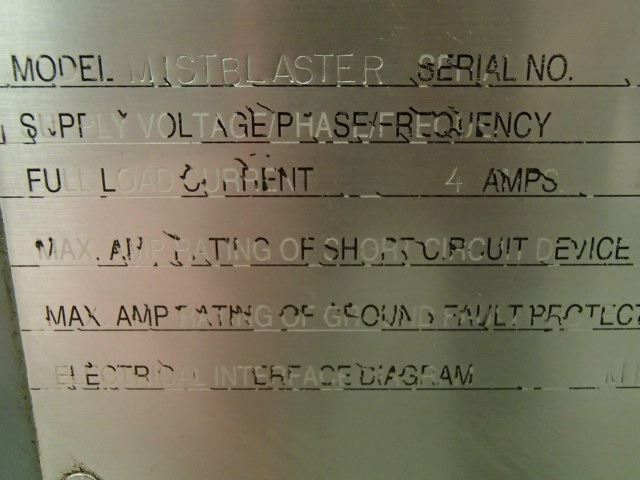 MODEL MISTBLASTER SERIAL NO.
SUPPLY VOLTAGE/PHASE/FREQUENCY
FULL LOAD CURRENT 4 AMPS
MAX. AMP RATING OF SHORT CIRCUIT DEVICE
MAX. AMP RATING OF GROUND FAULT PROTECT
ELECTRICAL INTERFACE DIAGRAM